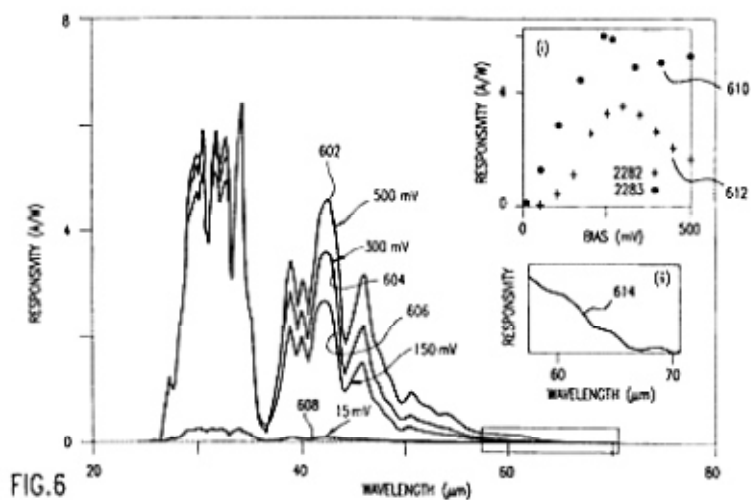 8
4
0
RESPONSIVITY (A/W)
20
40
60
80
WAVELENGTH (μm)
602
500 mV
300 mV
604
606
150 mV
608
15 mV
(i)
RESPONSIVITY (A/W)
4
0
0
500
BIAS (mV)
2282 +
2283 •
610
612
(ii)
614
RESPONSIVITY
60
70
WAVELENGTH (μm)
FIG.6